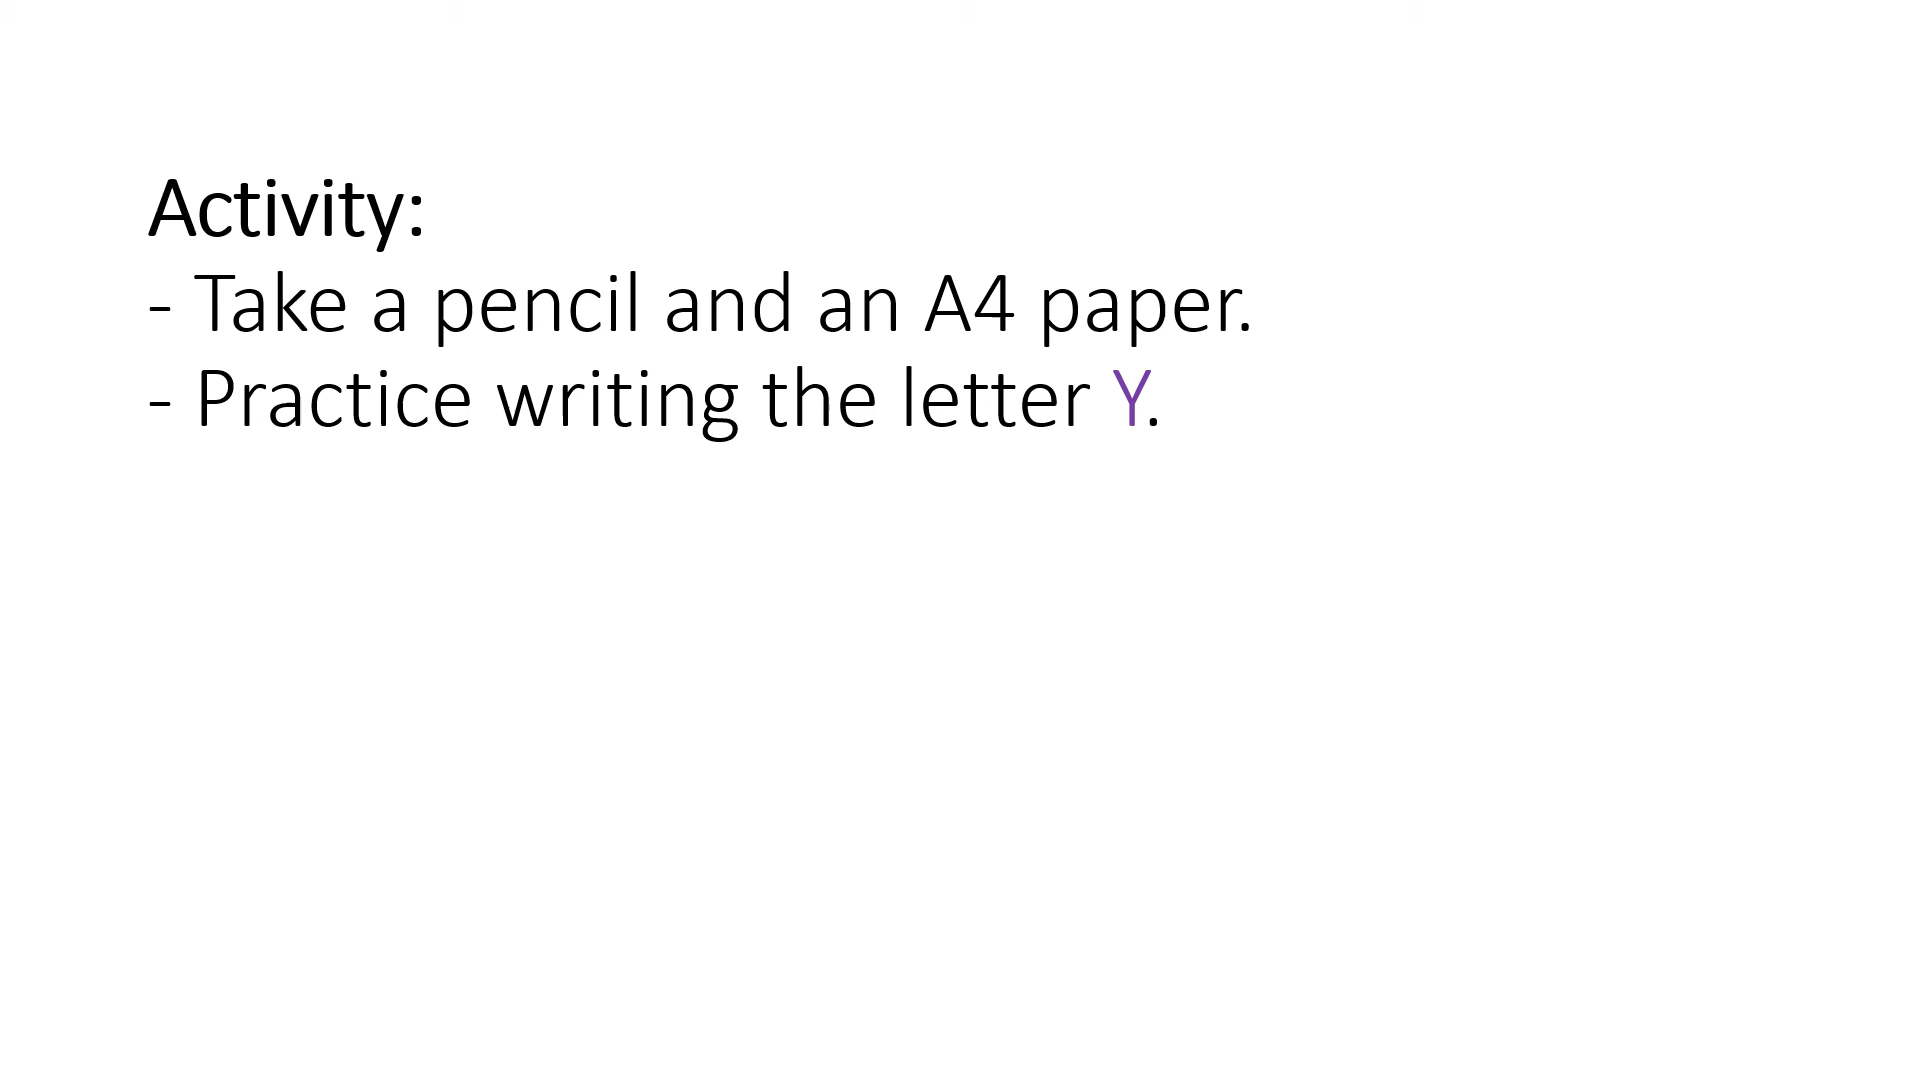 Activity:
- Take a pencil and an A4 paper.
- Practice writing the letter Y.